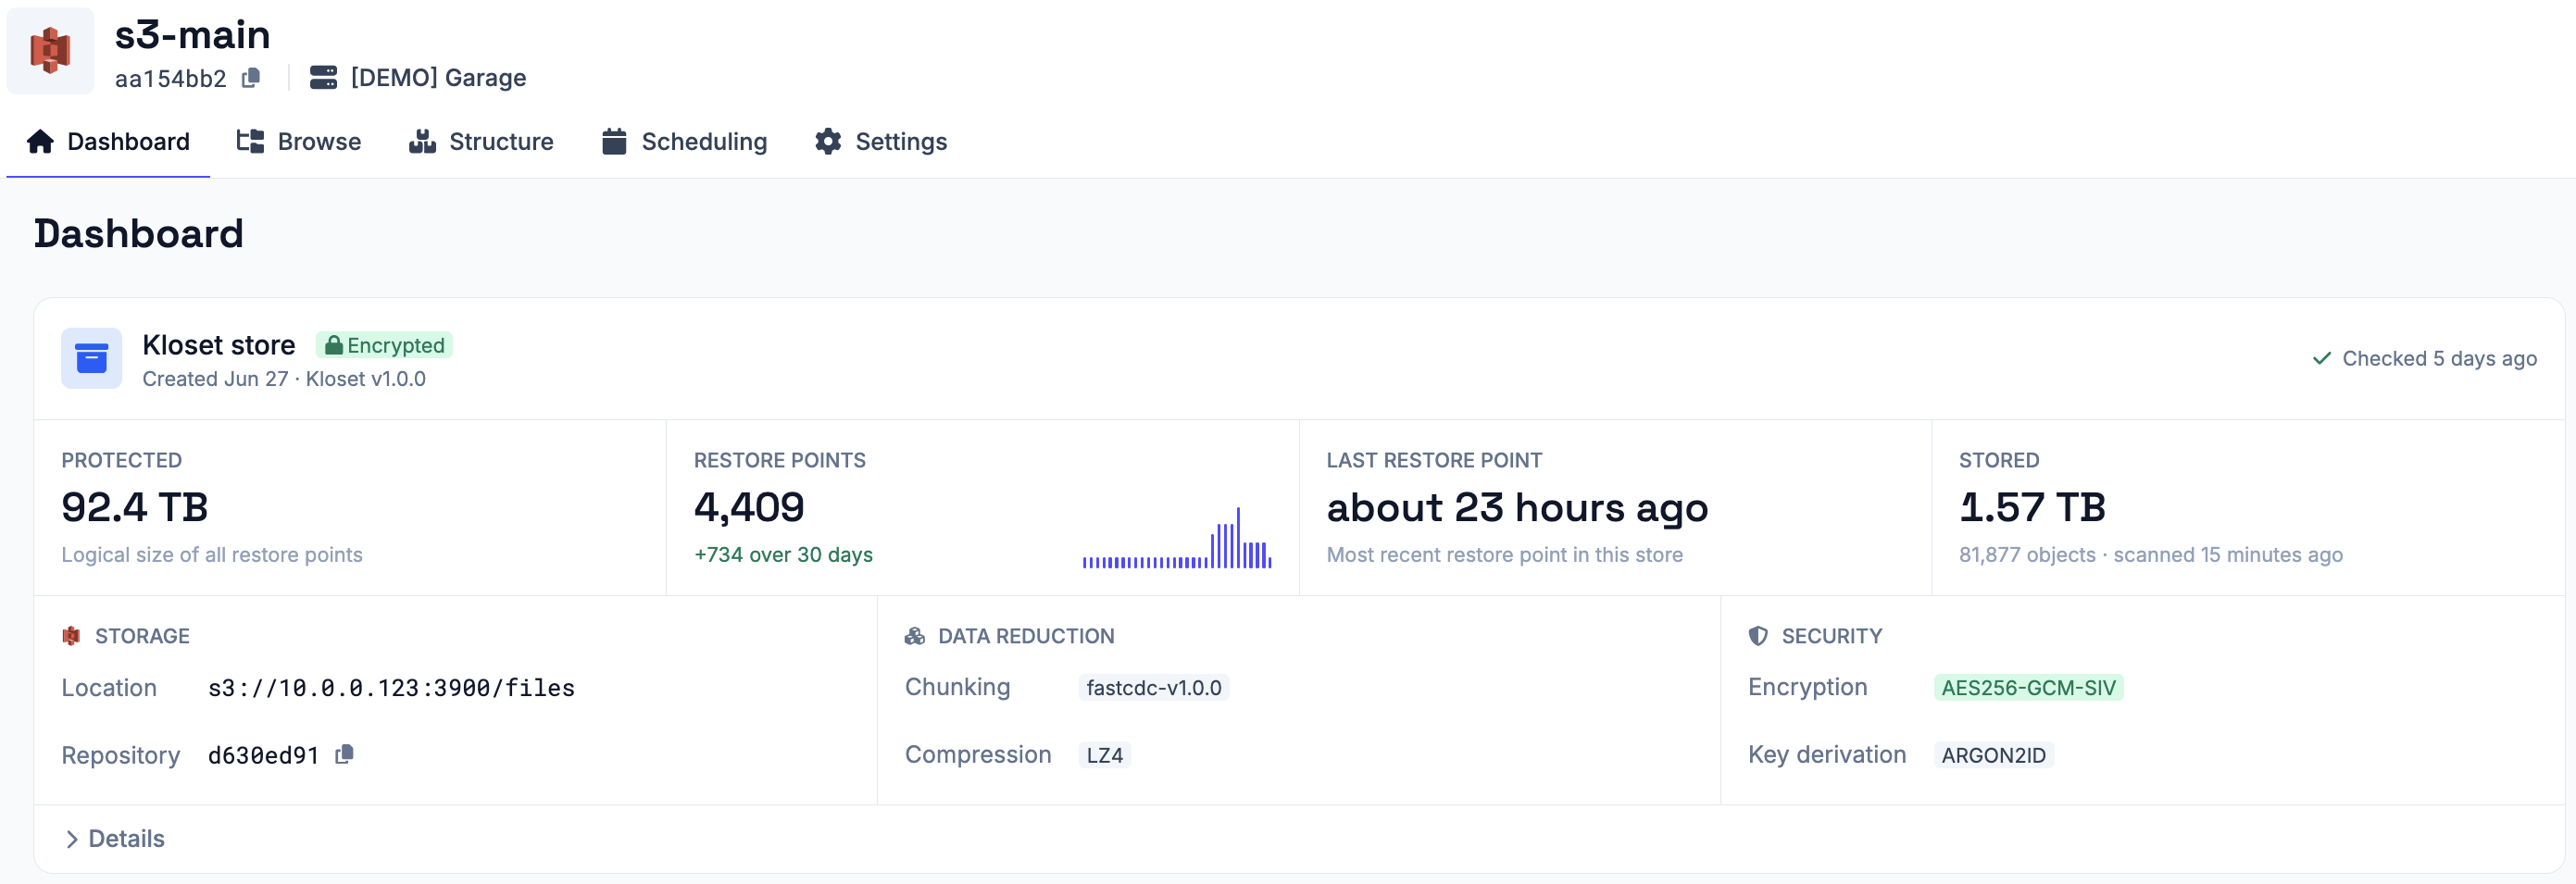 s3-main
aa154bb2 [DEMO] Garage
Dashboard Browse Structure Scheduling Settings
Dashboard
Kloset store Encrypted
Created Jun 27 · Kloset v1.0.0
Checked 5 days ago
PROTECTED
92.4 TB
Logical size of all restore points
RESTORE POINTS
4,409
+734 over 30 days
LAST RESTORE POINT
about 23 hours ago
Most recent restore point in this store
STORED
1.57 TB
81,877 objects · scanned 15 minutes ago
STORAGE
Location s3://10.0.0.123:3900/files
Repository d630ed91
DATA REDUCTION
Chunking fastcdc-v1.0.0
Compression LZ4
SECURITY
Encryption AES256-GCM-SIV
Key derivation ARGON2ID
Details